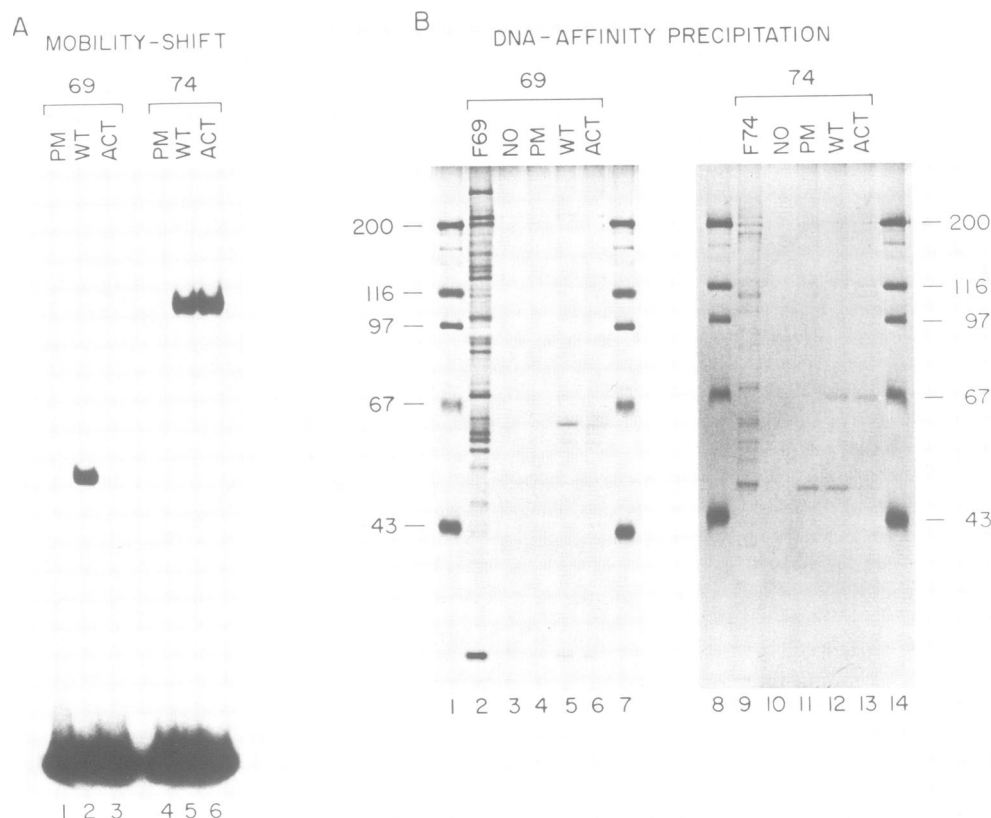 A
MOBILITY-SHIFT
69 74
PM WT ACT PM WT ACT
1 2 3 4 5 6
B
DNA-AFFINITY PRECIPITATION
69
F69 NO PM WT ACT
200
116
97
67
43
1 2 3 4 5 6 7
74
F74 NO PM WT ACT
200
116
97
67
43
8 9 10 11 12 13 14